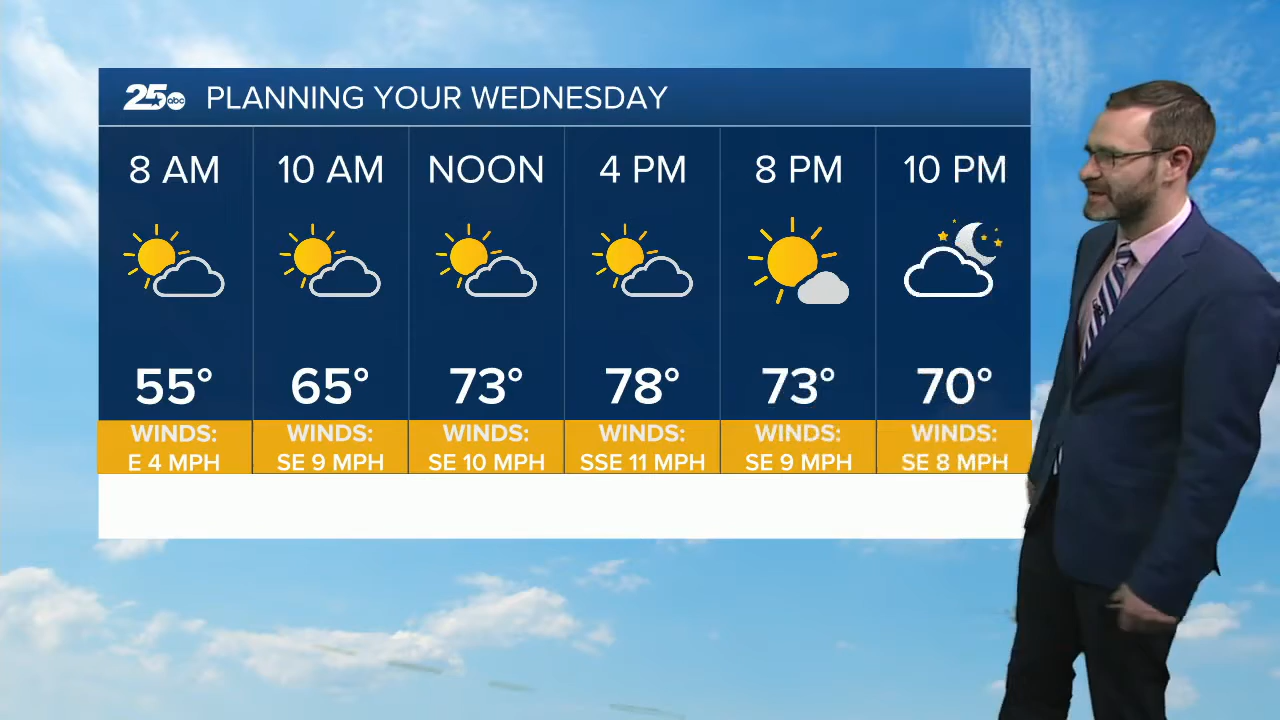 25 abc PLANNING YOUR WEDNESDAY
8 AM 10 AM NOON 4 PM 8 PM 10 PM
55° 65° 73° 78° 73° 70°
WINDS: WINDS: WINDS: WINDS: WINDS: WINDS:
E 4 MPH SE 9 MPH SE 10 MPH SSE 11 MPH SE 9 MPH SE 8 MPH